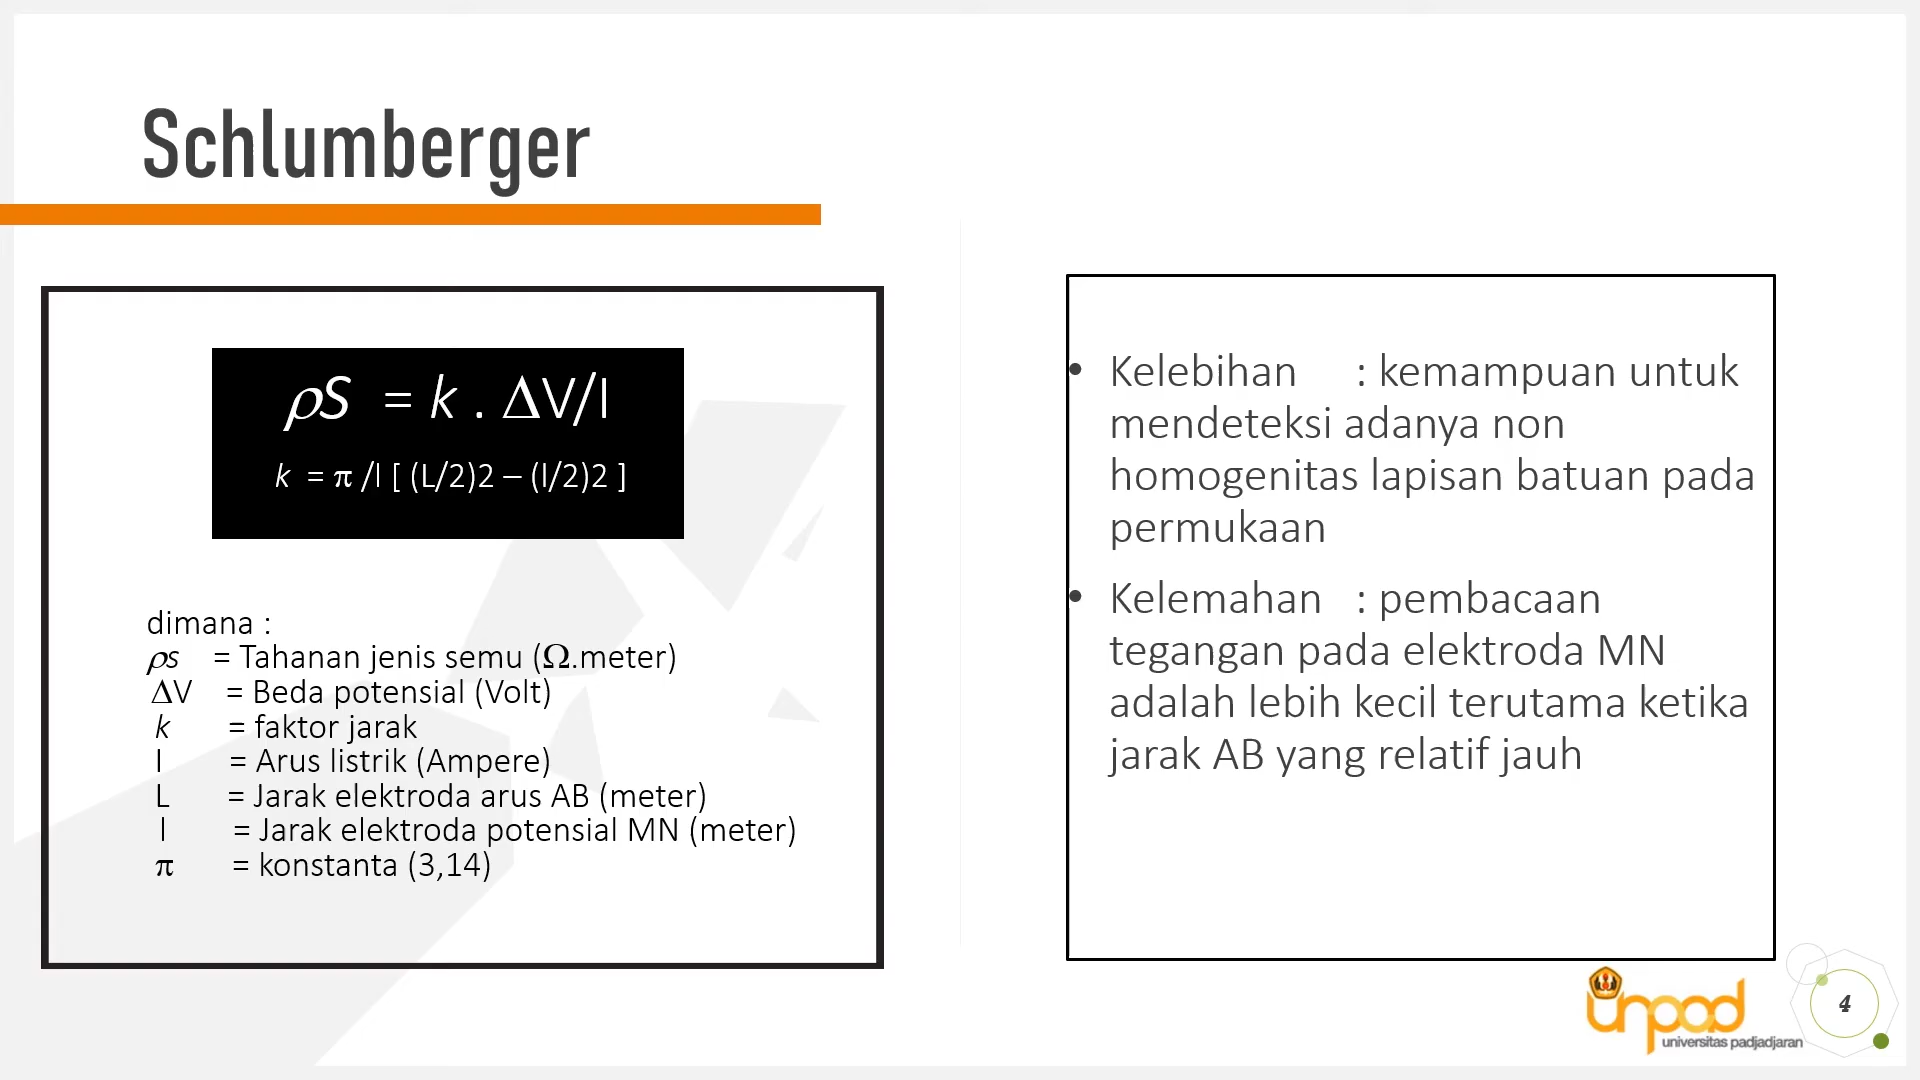 Schlumberger
ρS = k . ΔV/I
k = π /l [ (L/2)2 – (l/2)2 ]
dimana :
ρs = Tahanan jenis semu (Ω.meter)
ΔV = Beda potensial (Volt)
k = faktor jarak
I = Arus listrik (Ampere)
L = Jarak elektroda arus AB (meter)
l = Jarak elektroda potensial MN (meter)
π = konstanta (3,14)
• Kelebihan : kemampuan untuk
mendeteksi adanya non
homogenitas lapisan batuan pada
permukaan
• Kelemahan : pembacaan
tegangan pada elektroda MN
adalah lebih kecil terutama ketika
jarak AB yang relatif jauh
unpad
universitas padjadjaran
4